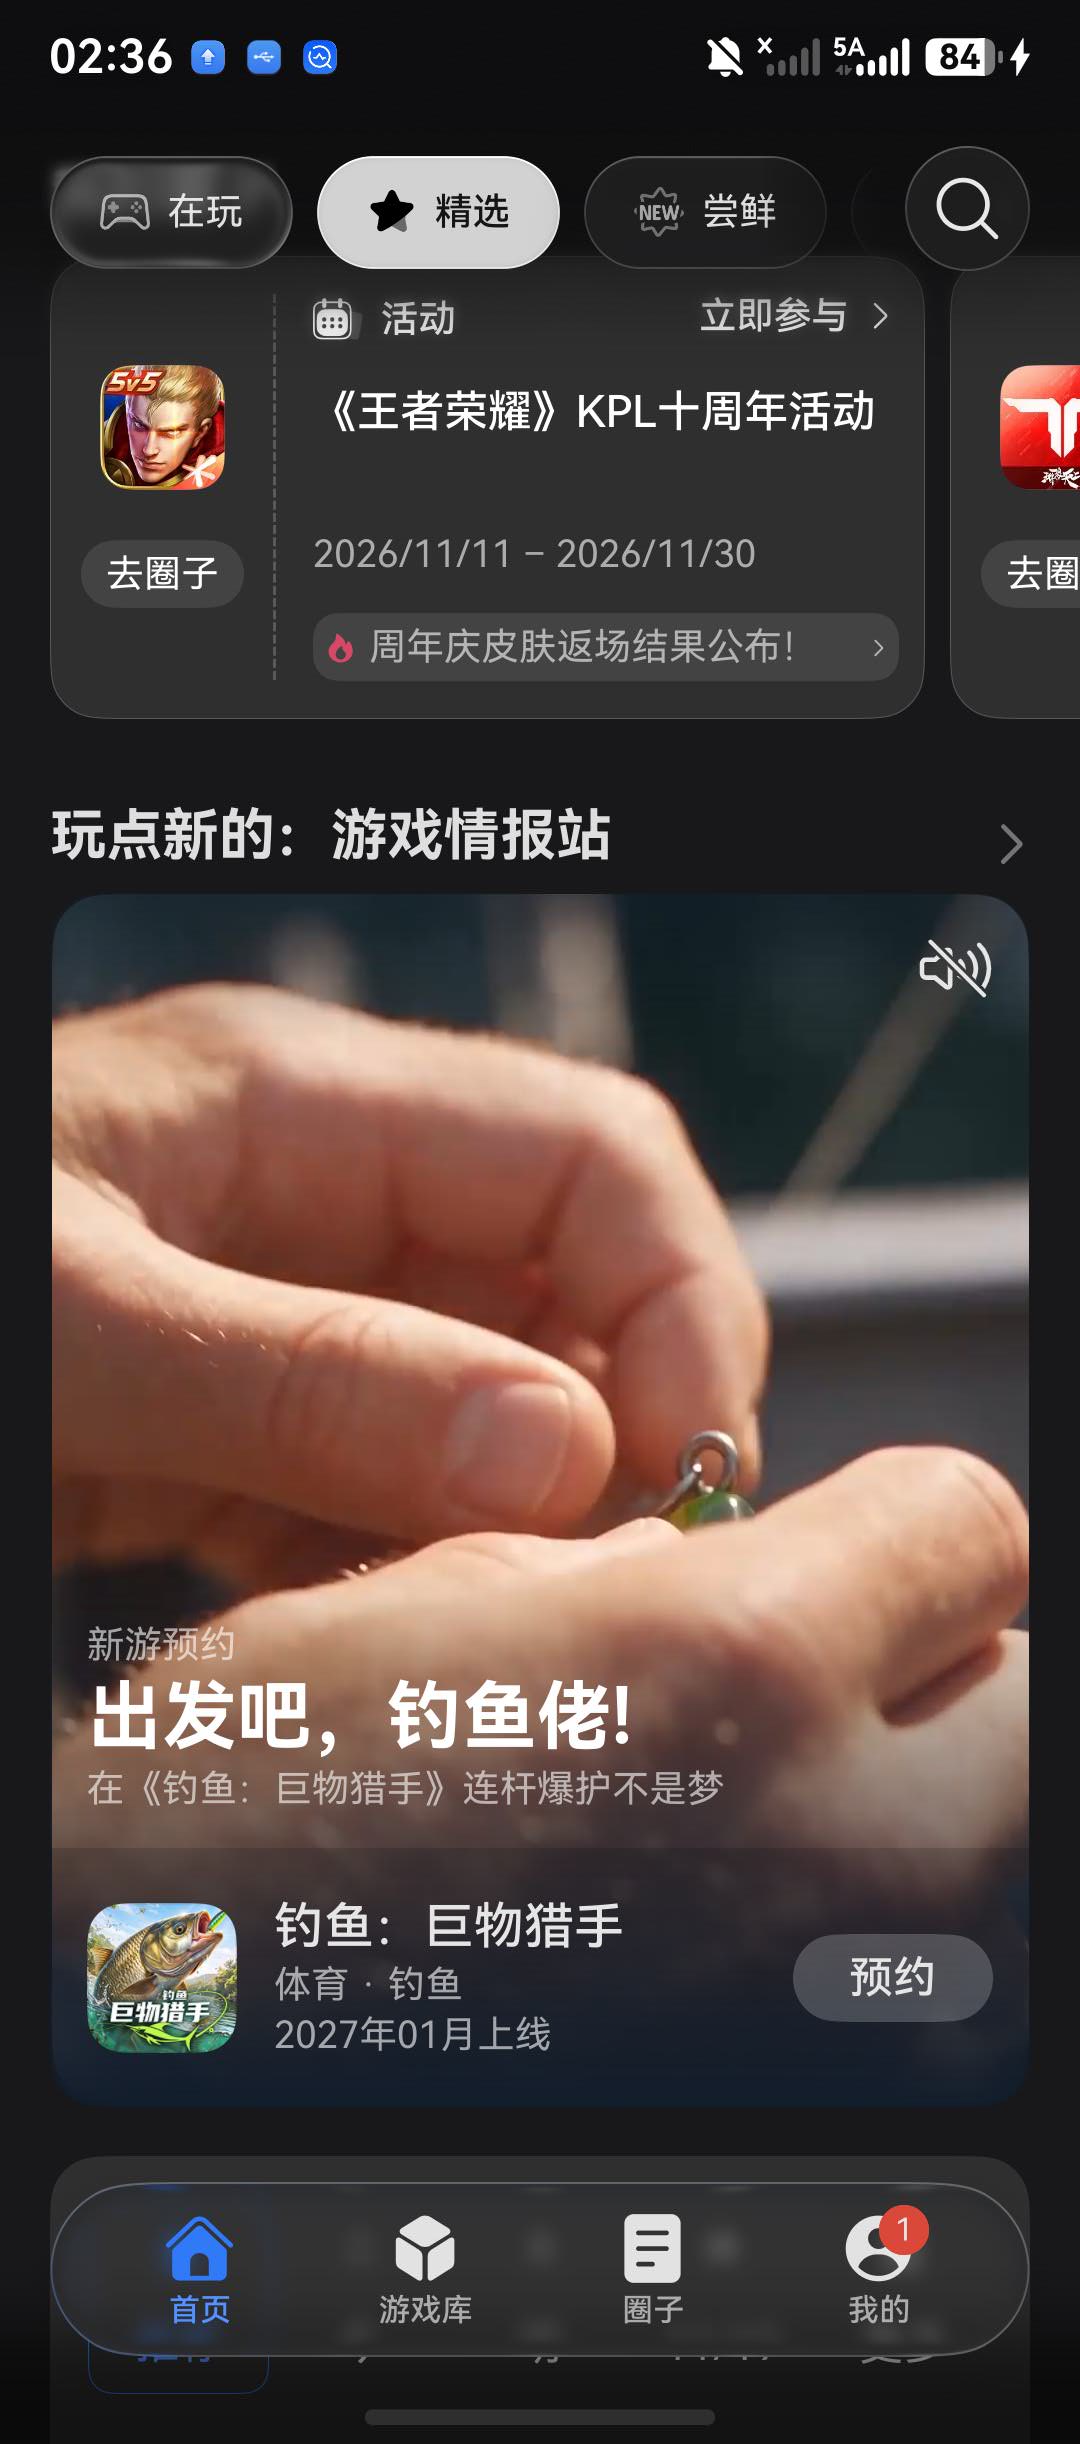 02:36
5A
84
在玩
精选
NEW
尝鲜
5v5
活动
立即参与
《王者荣耀》KPL十周年活动
去圈子
2026/11/11 – 2026/11/30
周年庆皮肤返场结果公布！
去圈
玩点新的：游戏情报站
新游预约
出发吧，钓鱼佬!
在《钓鱼：巨物猎手》连杆爆护不是梦
钓鱼
巨物猎手
钓鱼：巨物猎手
体育 · 钓鱼
2027年01月上线
预约
1
首页
游戏库
圈子
我的